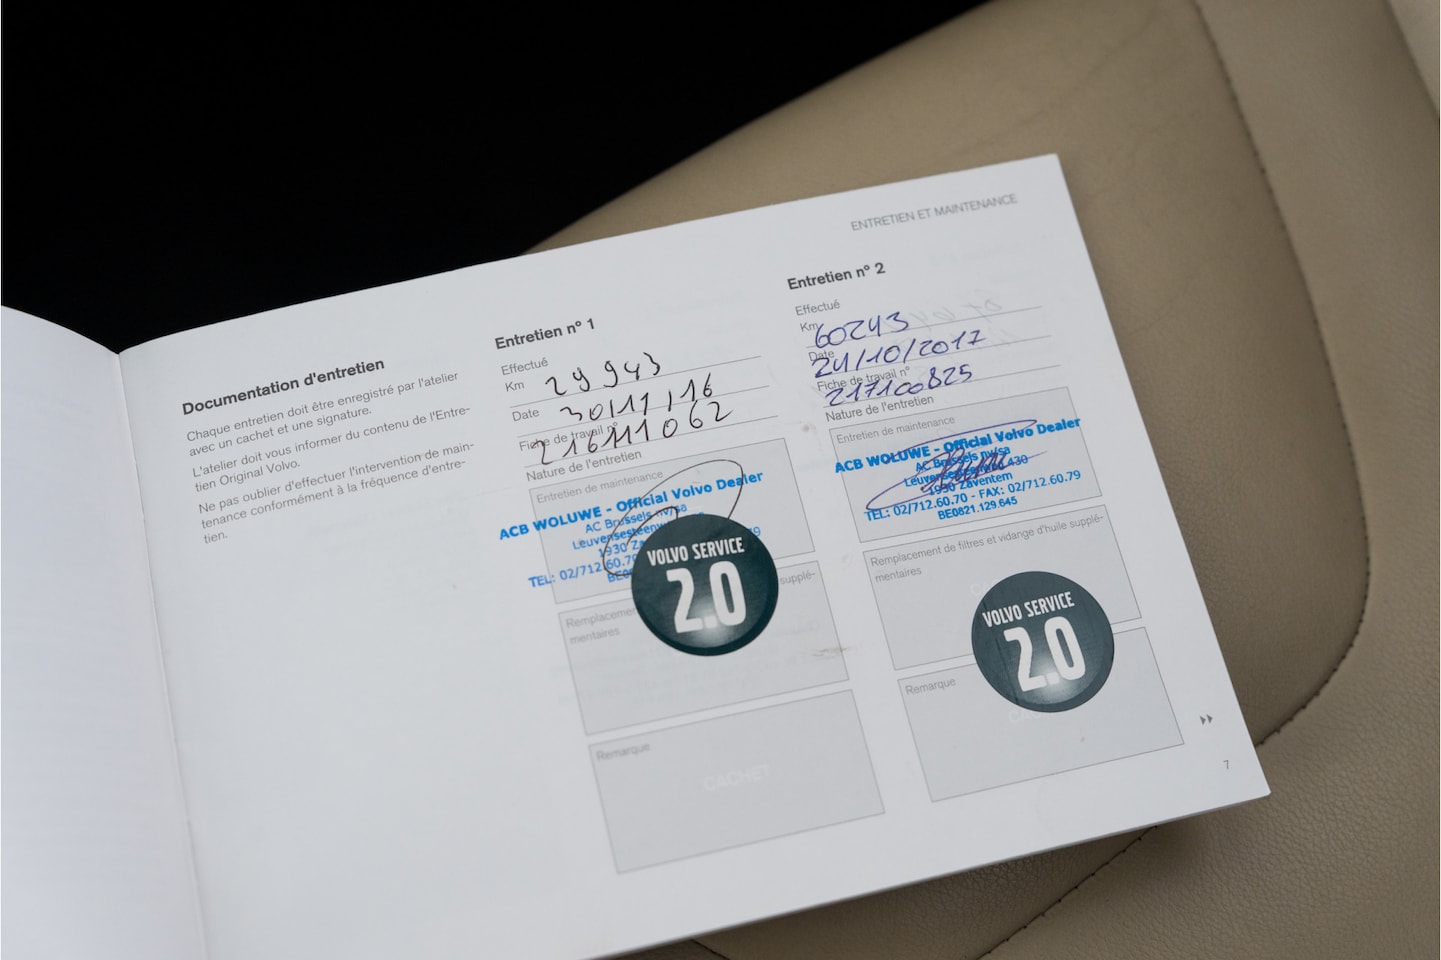 ENTRETIEN ET MAINTENANCE
Documentation d'entretien
Chaque entretien doit être enregistré par l'atelier
avec un cachet et une signature.
L'atelier doit vous informer du contenu de l'Entre-
tien Original Volvo.
Ne pas oublier d'effectuer l'intervention de main-
tenance conformément à la fréquence d'entre-
tien.
Entretien n° 1
Effectué
Km 29943
Date 30/11/16
Fiche de travail n°
216111062
Nature de l'entretien
Entretien de maintenance
ACB WOLUWE - Official Volvo Dealer
AC Brussels nv/sa
1930
TEL: 02/712.60.79
VOLVO SERVICE
2.0
supplé-
mentaires
Remarque
CACHET
Entretien n° 2
Effectué
Km 60243
Date
24/10/2017
Fiche de travail n°
217100825
Nature de l'entretien
Entretien de maintenance
ACB WOLUWE - Official Volvo Dealer
AC Brussels nv/sa
Leuvensesteenweg 430
1930 Zaventem
TEL: 02/712.60.70 - FAX: 02/712.60.79
BE0821.129.645
Remplacement de filtres et vidange d'huile supplé-
mentaires
VOLVO SERVICE
2.0
Remarque
7